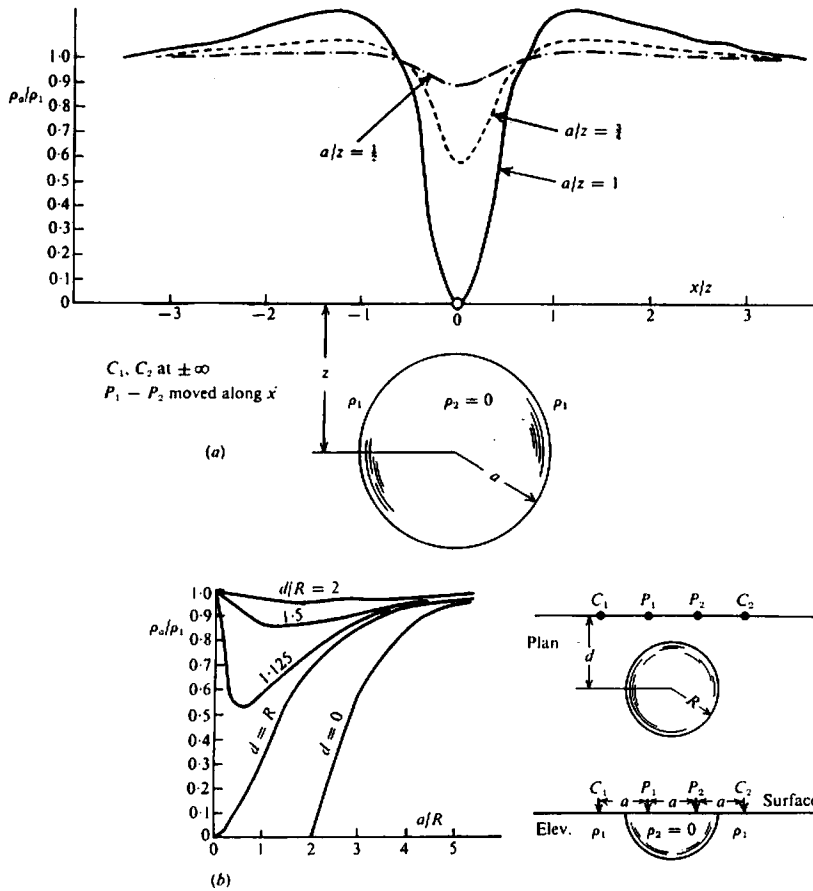 1.0
0.9
0·8
0·7
0·6
0·5
0·4
0·3
0·2
0·1
0
ρₐ/ρ₁
a/z = ½
a/z = ¾
a/z = 1
−3 −2 −1 0 1 2 3
x/z
z
C₁, C₂ at ± ∞
P₁ − P₂ moved along x
ρ₁ ρ₂ = 0 ρ₁
a
(a)
1.0
0.9
0·8
0·7
0·6
0·5
0·4
0·3
0·2
0·1
0
ρₐ/ρ₁
d/R = 2
1·5
1·125
d = R
d = 0
a/R
0 1 2 3 4 5
(b)
C₁ P₁ P₂ C₂
Plan
d
R
C₁ P₁ P₂ C₂
a a a Surface
Elev. ρ₁ ρ₂ = 0 ρ₁